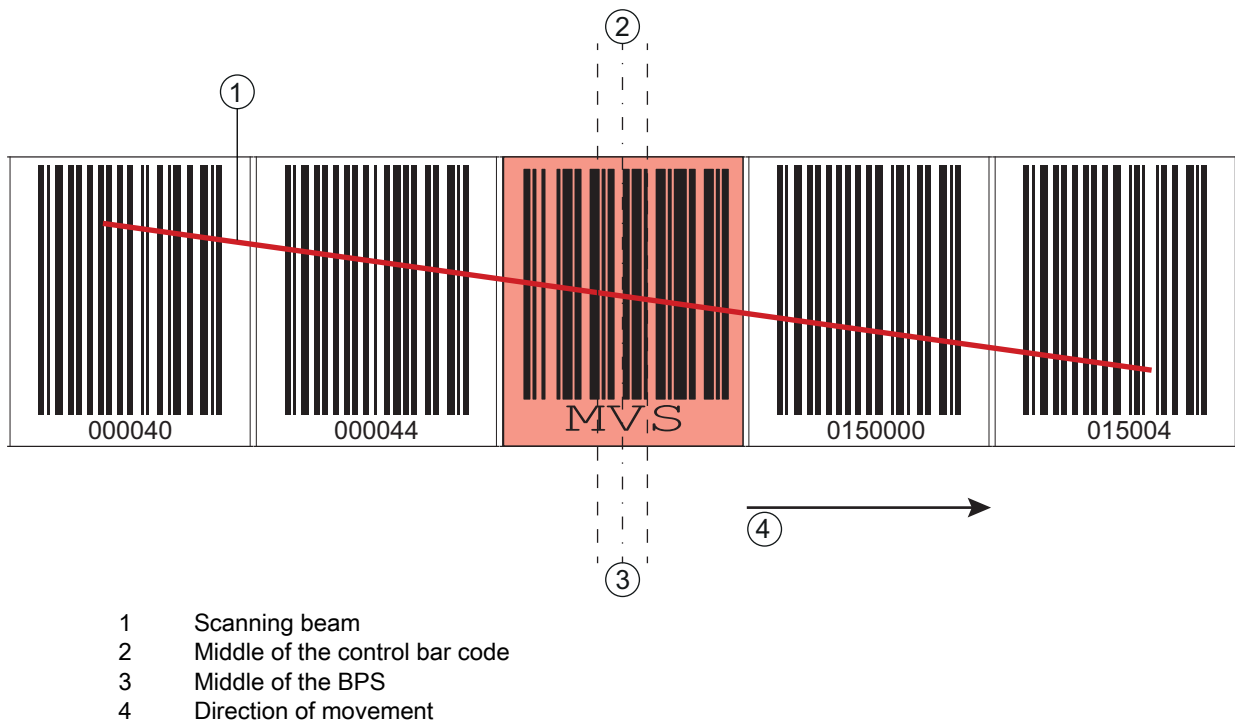 2
1
000040 000044 MVS 0150000 015004
4
3
1 Scanning beam
2 Middle of the control bar code
3 Middle of the BPS
4 Direction of movement